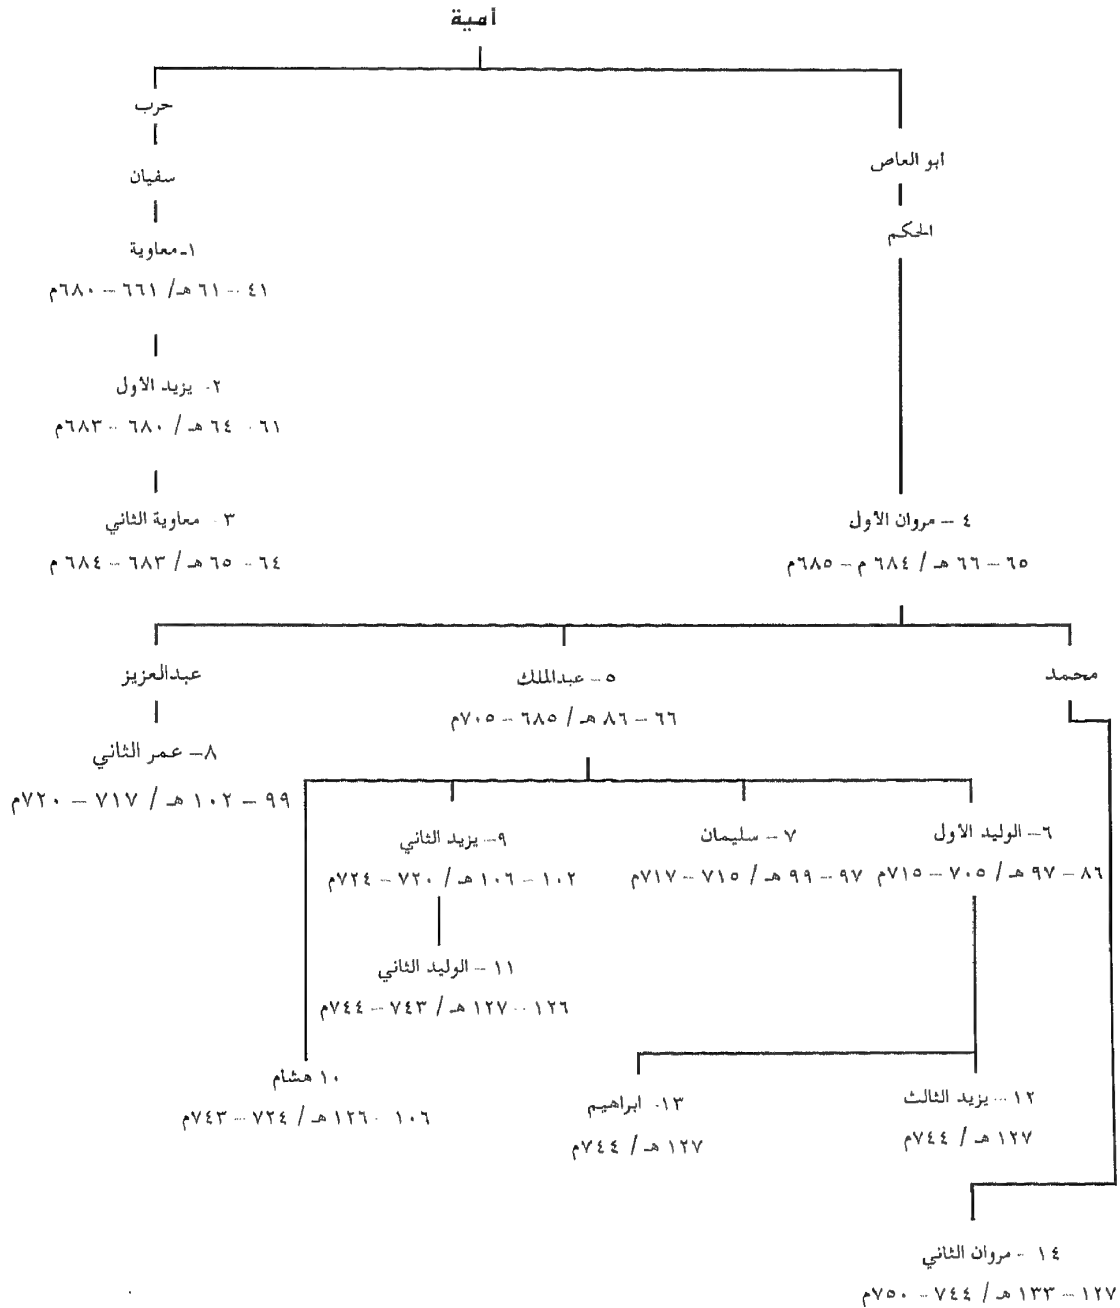 أمية
حرب
ابو العاص
سفيان
الحكم
١ـ معاوية
٤١ – ٦١ هـ / ٦٦١ – ٦٨٠م
٢ـ يزيد الأول
٦١ – ٦٤ هـ / ٦٨٠ – ٦٨٣م
٣ – معاوية الثاني
٤ – مروان الأول
٦٤ – ٦٥ هـ / ٦٨٣ – ٦٨٤ م
٦٥ – ٦٦ هـ / ٦٨٤ م – ٦٨٥م
محمد
٥ – عبدالملك
عبدالعزيز
٦٦ – ٨٦ هـ / ٦٨٥ – ٧٠٥م
٨ – عمر الثاني
٩٩ – ١٠٢ هـ / ٧١٧ – ٧٢٠م
٦ – الوليد الأول
٧ – سليمان
٩ – يزيد الثاني
٨٦ – ٩٧ هـ / ٧٠٥ – ٧١٥م
٩٧ – ٩٩ هـ / ٧١٥ – ٧١٧م
١٠٢ – ١٠٦ هـ / ٧٢٠ – ٧٢٤م
١١ – الوليد الثاني
١٢٦ – ١٢٧ هـ / ٧٤٣ – ٧٤٤م
١٠ هشام
١٠٦ – ١٢٦ هـ / ٧٢٤ – ٧٤٣م
١٢ – يزيد الثالث
١٣ـ ابراهيم
١٢٧ هـ / ٧٤٤م
١٢٧ هـ / ٧٤٤م
١٤ – مروان الثاني
١٢٧ – ١٣٣ هـ / ٧٤٤ – ٧٥٠م